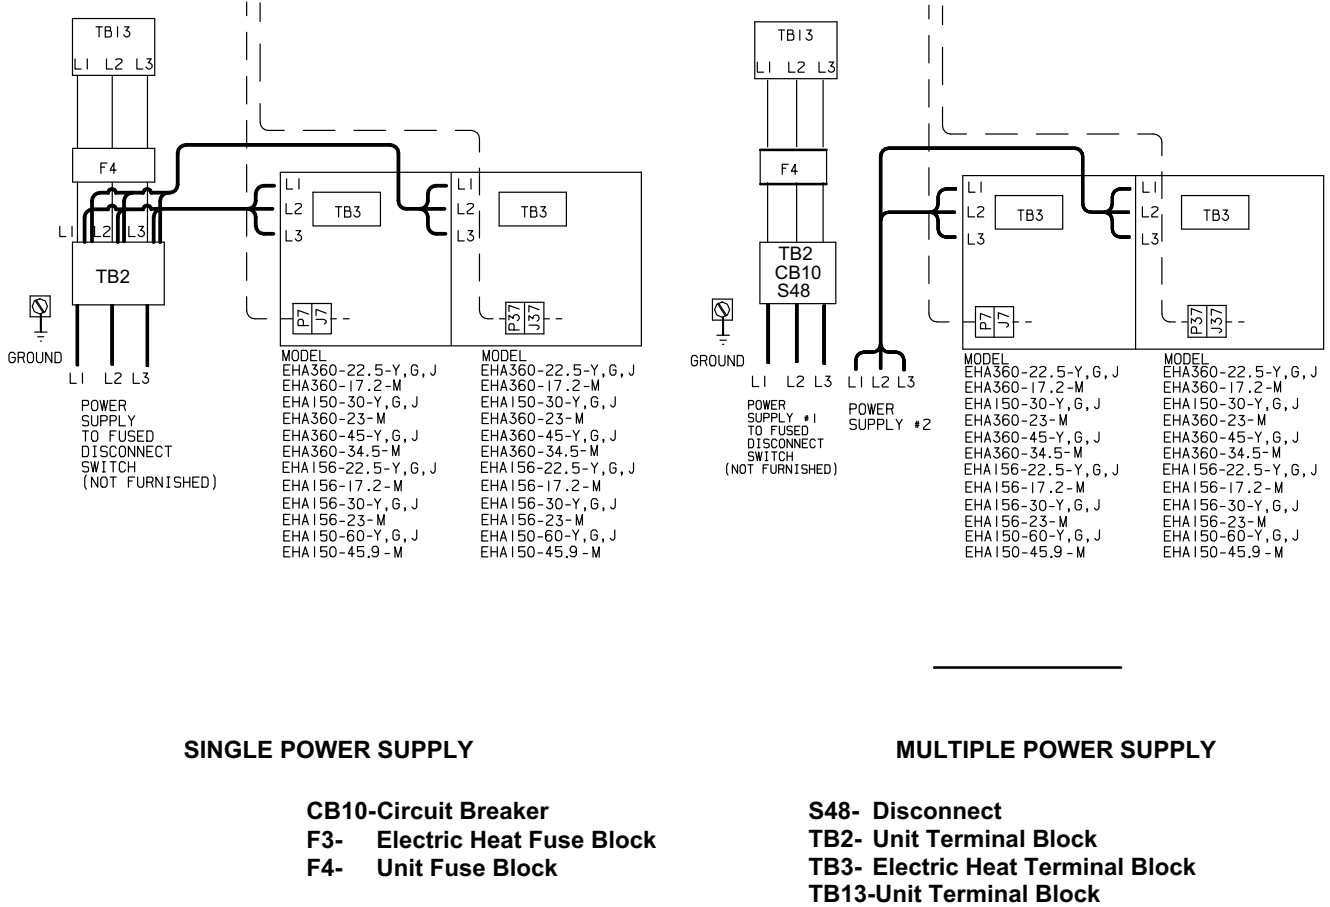 TB13
L1 L2 L3
F4
L1 L2 L3
TB2
GROUND
L1 L2 L3
POWER
SUPPLY
TO FUSED
DISCONNECT
SWITCH
(NOT FURNISHED)
L1
L2
L3
TB3
P7
J7
L1
L2
L3
TB3
P37
J37
MODEL
EHA360-22.5-Y,G,J
EHA360-17.2-M
EHA150-30-Y,G,J
EHA360-23-M
EHA360-45-Y,G,J
EHA360-34.5-M
EHA156-22.5-Y,G,J
EHA156-17.2-M
EHA156-30-Y,G,J
EHA156-23-M
EHA150-60-Y,G,J
EHA150-45.9-M
MODEL
EHA360-22.5-Y,G,J
EHA360-17.2-M
EHA150-30-Y,G,J
EHA360-23-M
EHA360-45-Y,G,J
EHA360-34.5-M
EHA156-22.5-Y,G,J
EHA156-17.2-M
EHA156-30-Y,G,J
EHA156-23-M
EHA150-60-Y,G,J
EHA150-45.9-M
TB13
L1 L2 L3
F4
TB2
CB10
S48
GROUND
L1 L2 L3
L1 L2 L3
POWER
SUPPLY #1
TO FUSED
DISCONNECT
SWITCH
(NOT FURNISHED)
POWER
SUPPLY #2
L1
L2
L3
TB3
P7
J7
L1
L2
L3
TB3
P37
J37
MODEL
EHA360-22.5-Y,G,J
EHA360-17.2-M
EHA150-30-Y,G,J
EHA360-23-M
EHA360-45-Y,G,J
EHA360-34.5-M
EHA156-22.5-Y,G,J
EHA156-17.2-M
EHA156-30-Y,G,J
EHA156-23-M
EHA150-60-Y,G,J
EHA150-45.9-M
MODEL
EHA360-22.5-Y,G,J
EHA360-17.2-M
EHA150-30-Y,G,J
EHA360-23-M
EHA360-45-Y,G,J
EHA360-34.5-M
EHA156-22.5-Y,G,J
EHA156-17.2-M
EHA156-30-Y,G,J
EHA156-23-M
EHA150-60-Y,G,J
EHA150-45.9-M
SINGLE POWER SUPPLY
MULTIPLE POWER SUPPLY
CB10-Circuit Breaker
F3- Electric Heat Fuse Block
F4- Unit Fuse Block
S48- Disconnect
TB2- Unit Terminal Block
TB3- Electric Heat Terminal Block
TB13-Unit Terminal Block